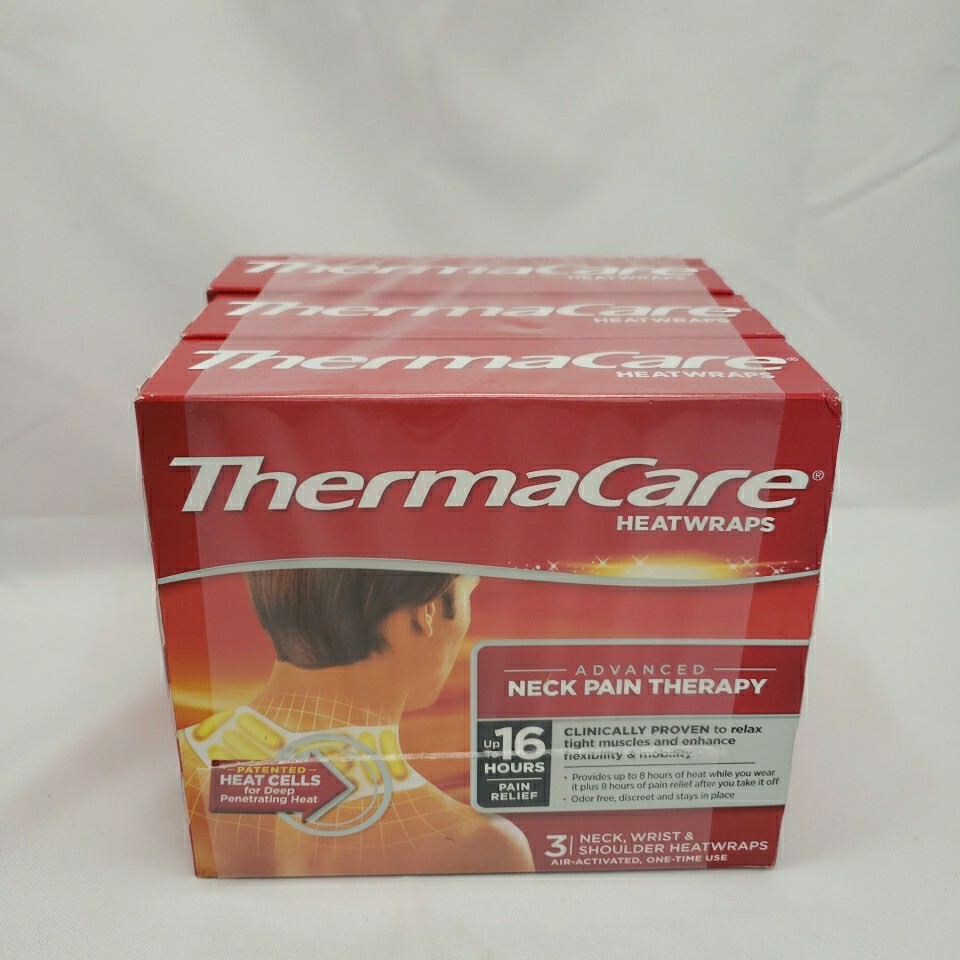 ThermaCare
HEATWRAPS
ThermaCare
HEATWRAPS
ThermaCare®
HEATWRAPS
ThermaCare®
HEATWRAPS
ADVANCED
NECK PAIN THERAPY
Up To 16 HOURS
PAIN RELIEF
CLINICALLY PROVEN to relax
tight muscles and enhance
flexibility & mobility
• Provides up to 8 hours of heat while you wear
it plus 8 hours of pain relief after you take it off
• Odor free, discreet and stays in place
PATENTED
HEAT CELLS
for Deep
Penetrating Heat
3 NECK, WRIST &
SHOULDER HEATWRAPS
AIR-ACTIVATED, ONE-TIME USE